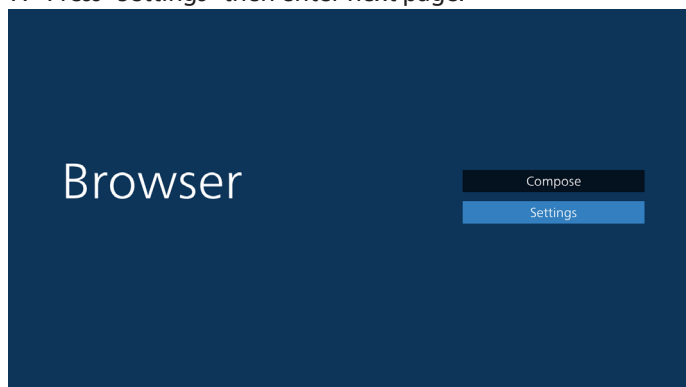 Press "Settings" then enter next page.
Browser
Compose
Settings